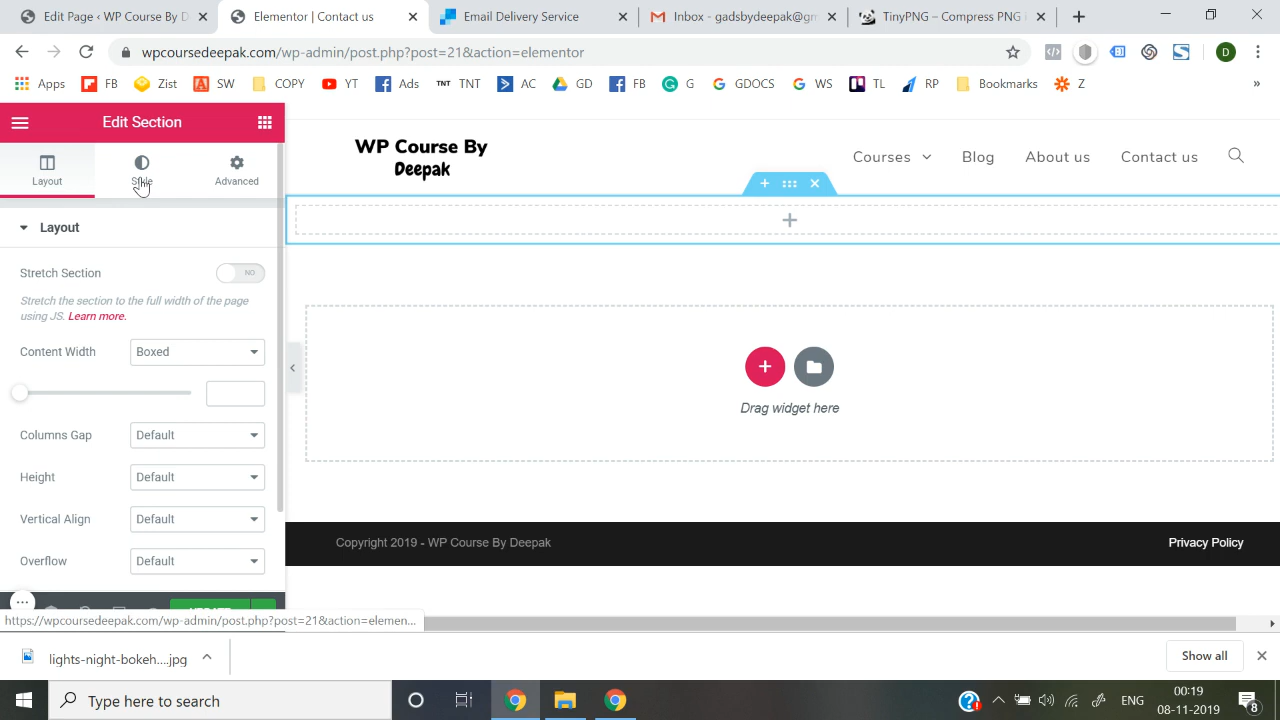 Edit Page ‹ WP Course By D
Elementor | Contact us
Email Delivery Service
Inbox - gadsbydeepak@gm
TinyPNG – Compress PNG i
wpcoursedeepak.com/wp-admin/post.php?post=21&action=elementor
D
Apps
FB
Zist
SW
COPY
YT
Ads
TNT
TNT
AC
GD
FB
G
GDOCS
WS
TL
RP
Bookmarks
Z
»
Edit Section
WP Course By
Deepak
Courses
Blog
About us
Contact us
Layout
Style
Advanced
Layout
Stretch Section
NO
Stretch the section to the full width of the page
using JS. Learn more.
Content Width
Boxed
Columns Gap
Default
Height
Default
Vertical Align
Default
Overflow
Default
Drag widget here
Copyright 2019 - WP Course By Deepak
Privacy Policy
UPDATE
https://wpcoursedeepak.com/wp-admin/post.php?post=21&action=elemen...
lights-night-bokeh....jpg
Show all
Type here to search
ENG
00:19
08-11-2019
8